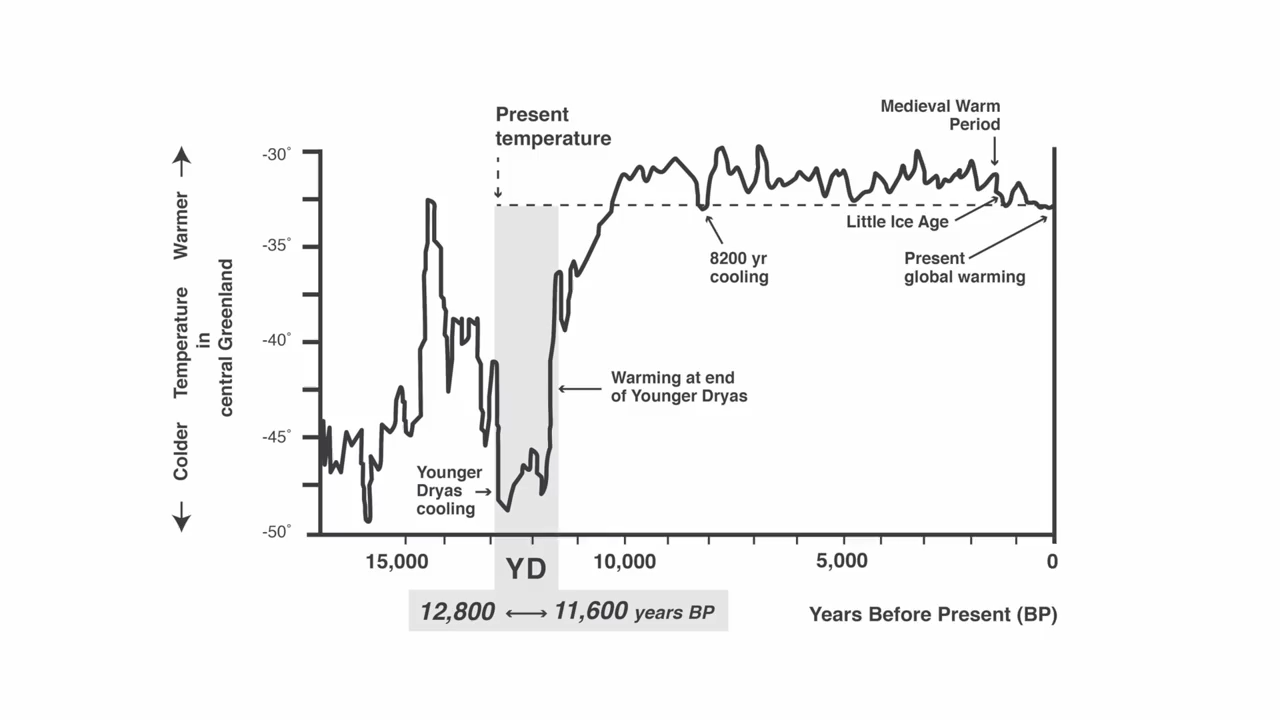 Medieval Warm
Period
Present
temperature
-30°
-35°
-40°
-45°
-50°
Colder Temperature Warmer
in
central Greenland
Little Ice Age
8200 yr
cooling
Present
global warming
Warming at end
of Younger Dryas
Younger
Dryas
cooling
15,000
YD
10,000
5,000
0
12,800 ⟷ 11,600 years BP
Years Before Present (BP)